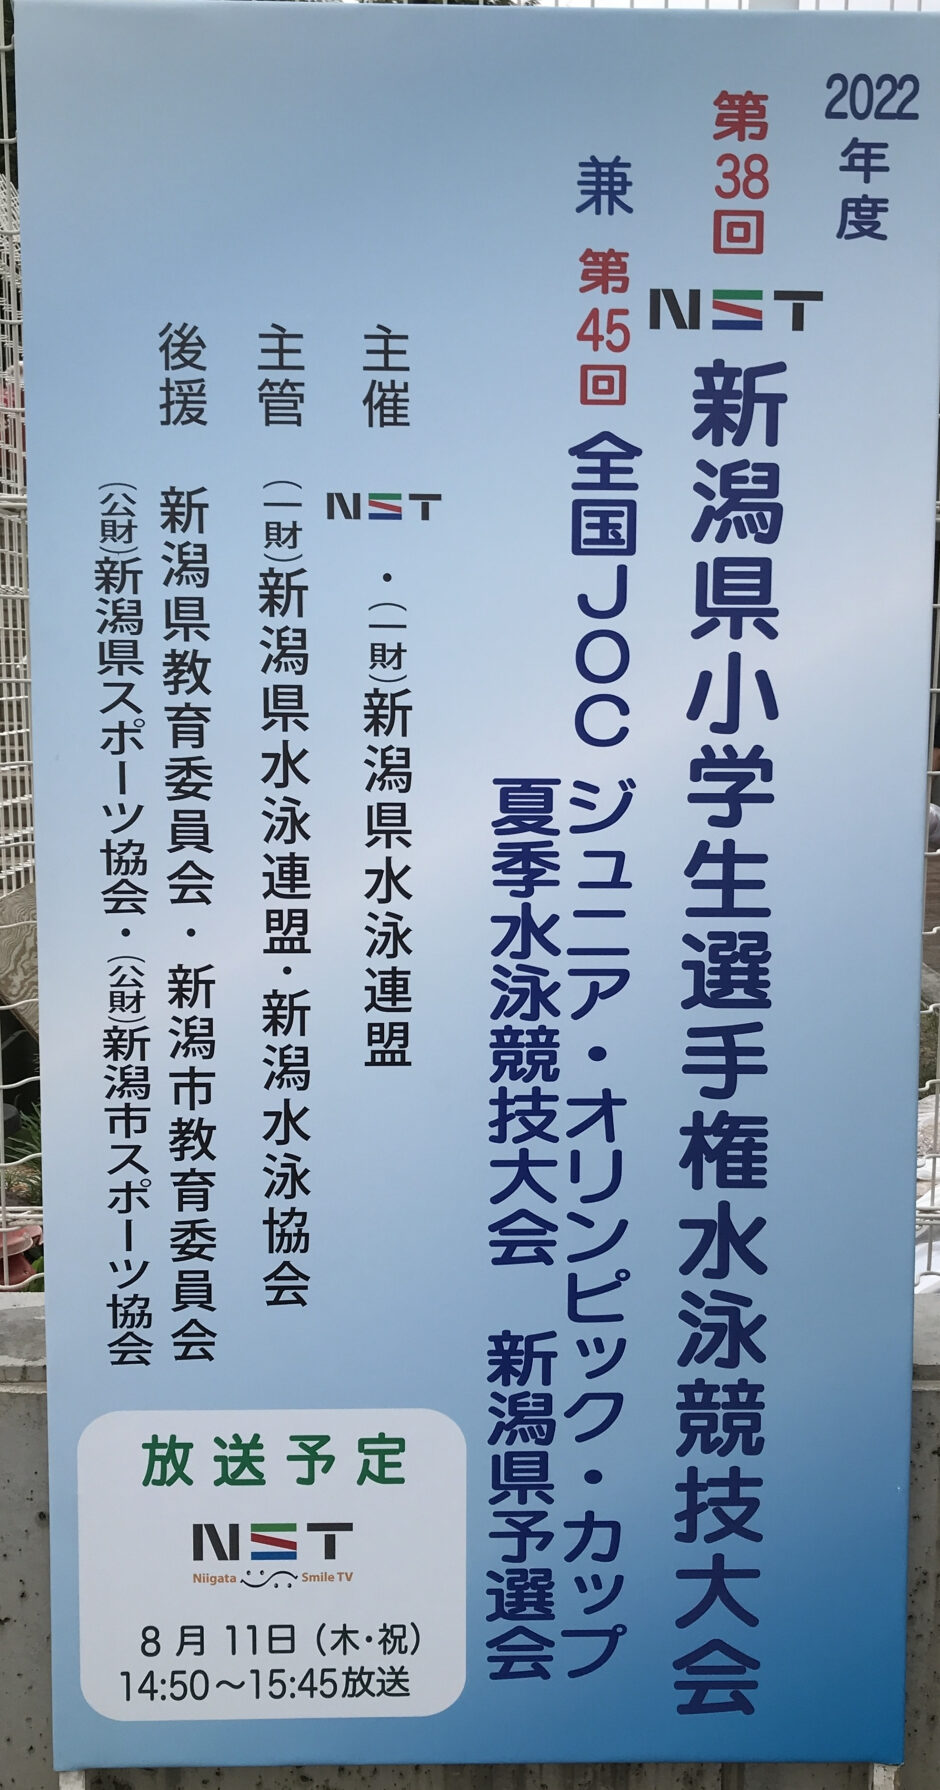 2022年度
第38回 NST 新潟県小学生選手権水泳競技大会
兼 第45回 全国JOCジュニア・オリンピック・カップ
夏季水泳競技大会 新潟県予選会
主催 NST・(一財)新潟県水泳連盟
主管 (一財)新潟県水泳連盟・新潟水泳協会
後援 新潟県教育委員会・新潟市教育委員会
(公財)新潟県スポーツ協会・(公財)新潟市スポーツ協会
放送予定
NST
Niigata Smile TV
8月11日(木・祝)
14:50～15:45放送